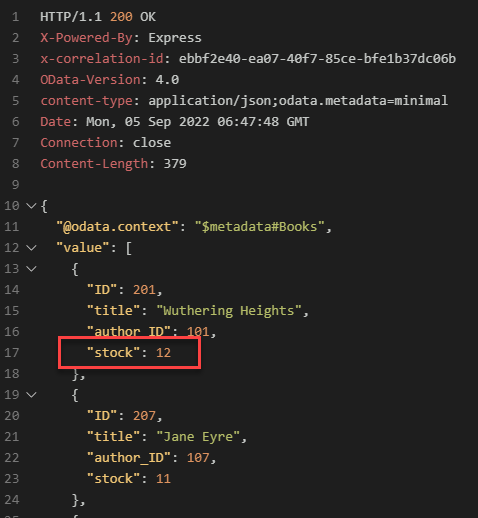 1 HTTP/1.1 200 OK
2 X-Powered-By: Express
3 x-correlation-id: ebbf2e40-ea07-40f7-85ce-bfe1b37dc06b
4 OData-Version: 4.0
5 content-type: application/json;odata.metadata=minimal
6 Date: Mon, 05 Sep 2022 06:47:48 GMT
7 Connection: close
8 Content-Length: 379
9
10 {
11 "@odata.context": "$metadata#Books",
12 "value": [
13 {
14 "ID": 201,
15 "title": "Wuthering Heights",
16 "author_ID": 101,
17 "stock": 12
18 },
19 {
20 "ID": 207,
21 "title": "Jane Eyre",
22 "author_ID": 107,
23 "stock": 11
24 },